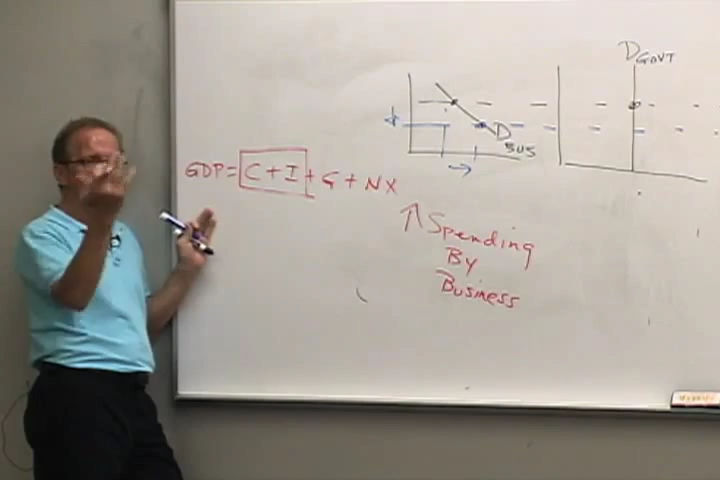 D GOVT
D BUS
GDP = C + I + G + NX
↑ Spending
By
Business